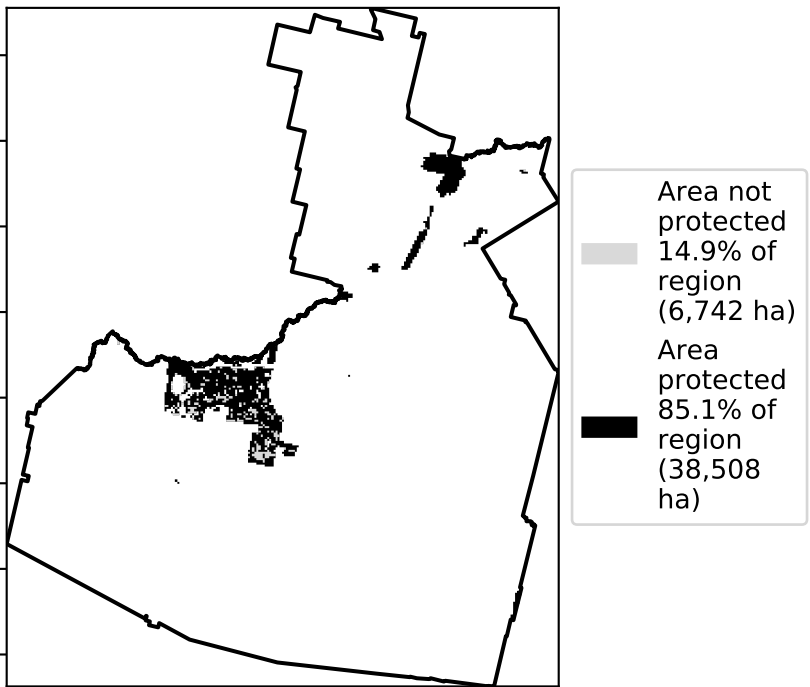 Area not
protected
14.9% of
region
(6,742 ha)
Area
protected
85.1% of
region
(38,508
ha)